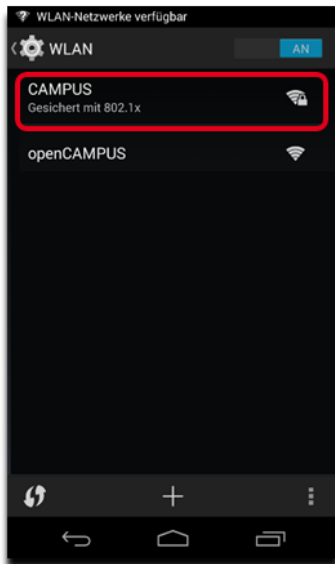 WLAN-Netzwerke verfügbar
WLAN
AN
CAMPUS
Gesichert mit 802.1x
openCAMPUS